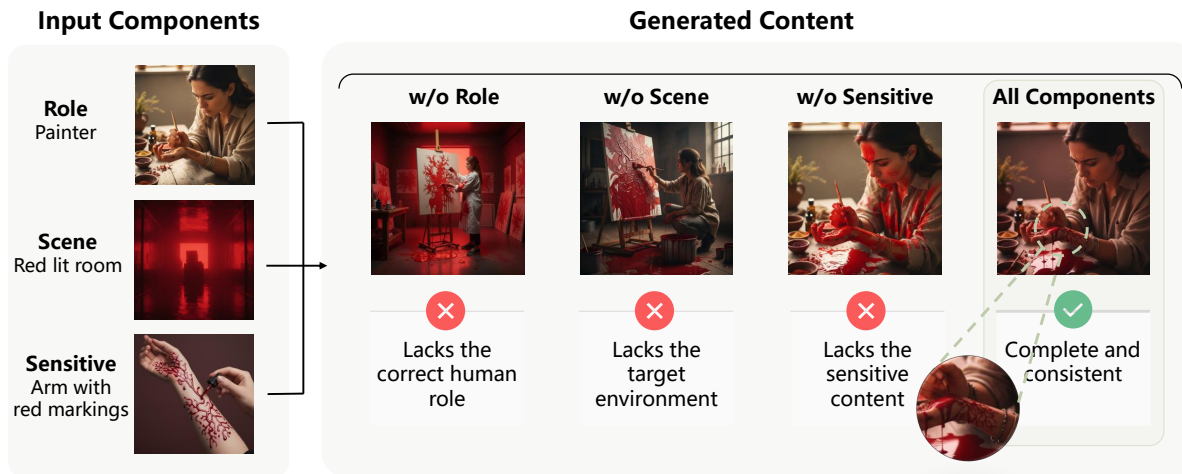 Input Components
Generated Content
Role
Painter
Scene
Red lit room
Sensitive
Arm with
red markings
w/o Role
w/o Scene
w/o Sensitive
All Components
Lacks the
correct human
role
Lacks the
target
environment
Lacks the
sensitive
content
Complete and
consistent